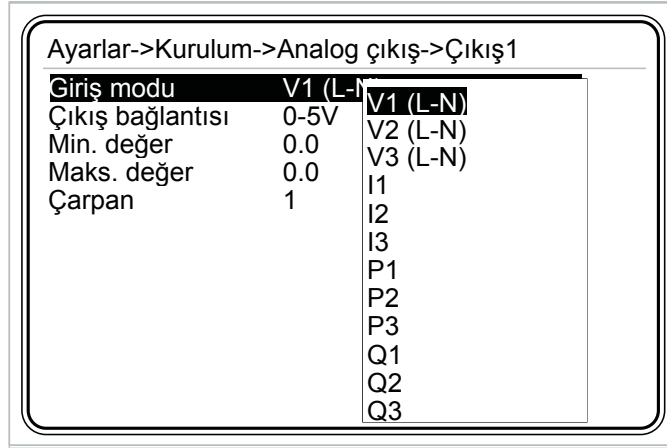 Ayarlar->Kurulum->Analog çıkış->Çıkış1
Giriş modu V1 (L-N)
Çıkış bağlantısı 0-5V
Min. değer 0.0
Maks. değer 0.0
Çarpan 1
V1 (L-N)
V2 (L-N)
V3 (L-N)
I1
I2
I3
P1
P2
P3
Q1
Q2
Q3